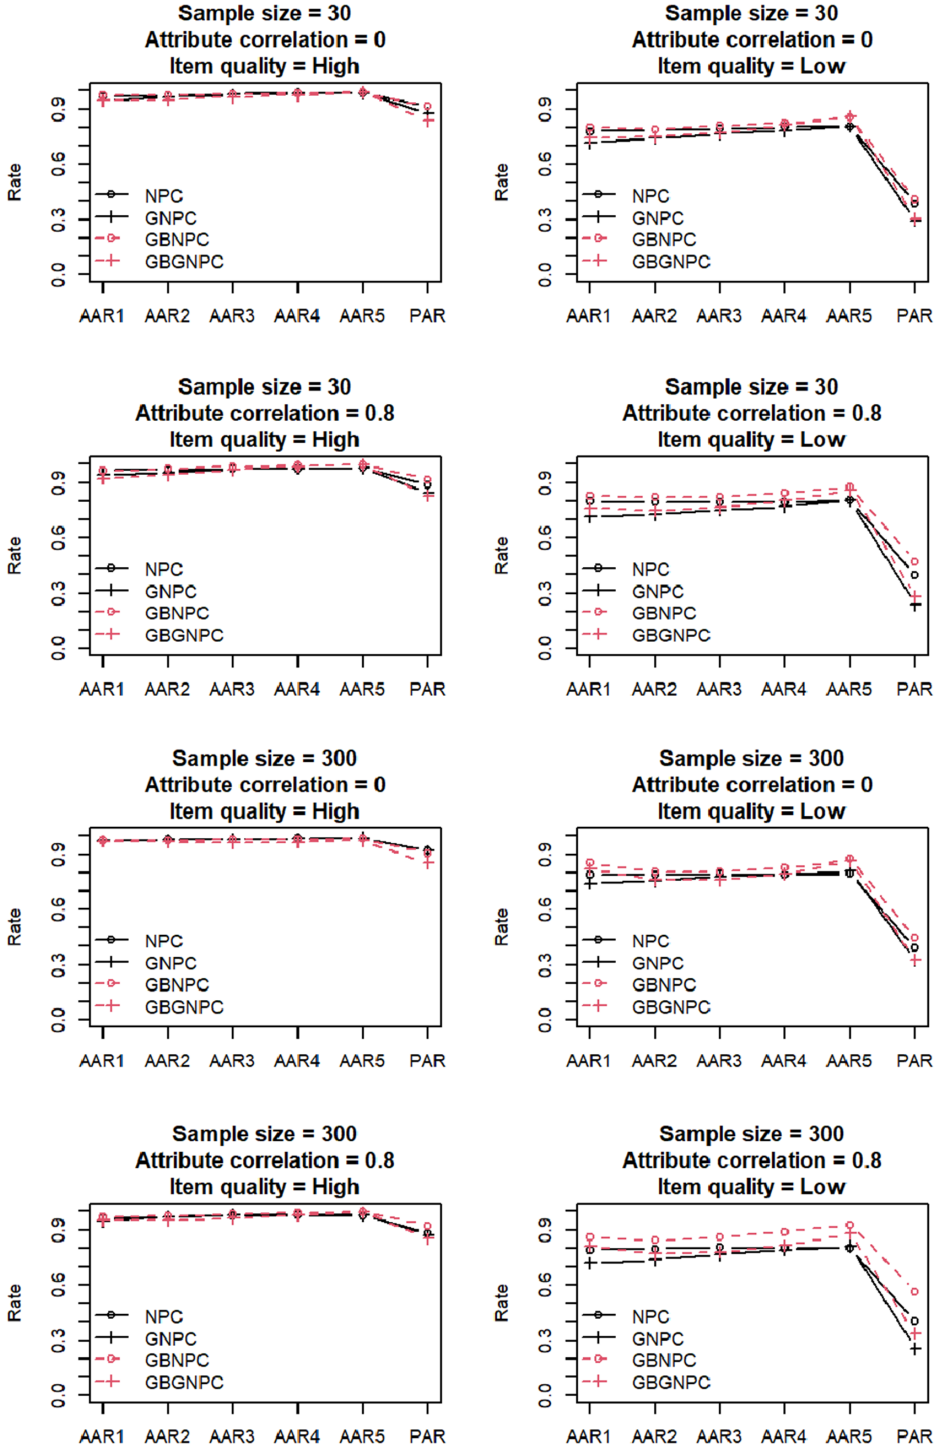 Sample size = 30
Attribute correlation = 0
Item quality = High
Rate
0.9
0.6
0.3
0.0
NPC
GNPC
GBNPC
GBGNPC
AAR1 AAR2 AAR3 AAR4 AAR5 PAR
Sample size = 30
Attribute correlation = 0
Item quality = Low
Rate
0.9
0.6
0.3
0.0
NPC
GNPC
GBNPC
GBGNPC
AAR1 AAR2 AAR3 AAR4 AAR5 PAR
Sample size = 30
Attribute correlation = 0.8
Item quality = High
Rate
0.9
0.6
0.3
0.0
NPC
GNPC
GBNPC
GBGNPC
AAR1 AAR2 AAR3 AAR4 AAR5 PAR
Sample size = 30
Attribute correlation = 0.8
Item quality = Low
Rate
0.9
0.6
0.3
0.0
NPC
GNPC
GBNPC
GBGNPC
AAR1 AAR2 AAR3 AAR4 AAR5 PAR
Sample size = 300
Attribute correlation = 0
Item quality = High
Rate
0.9
0.6
0.3
0.0
NPC
GNPC
GBNPC
GBGNPC
AAR1 AAR2 AAR3 AAR4 AAR5 PAR
Sample size = 300
Attribute correlation = 0
Item quality = Low
Rate
0.9
0.6
0.3
0.0
NPC
GNPC
GBNPC
GBGNPC
AAR1 AAR2 AAR3 AAR4 AAR5 PAR
Sample size = 300
Attribute correlation = 0.8
Item quality = High
Rate
0.9
0.6
0.3
0.0
NPC
GNPC
GBNPC
GBGNPC
AAR1 AAR2 AAR3 AAR4 AAR5 PAR
Sample size = 300
Attribute correlation = 0.8
Item quality = Low
Rate
0.9
0.6
0.3
0.0
NPC
GNPC
GBNPC
GBGNPC
AAR1 AAR2 AAR3 AAR4 AAR5 PAR